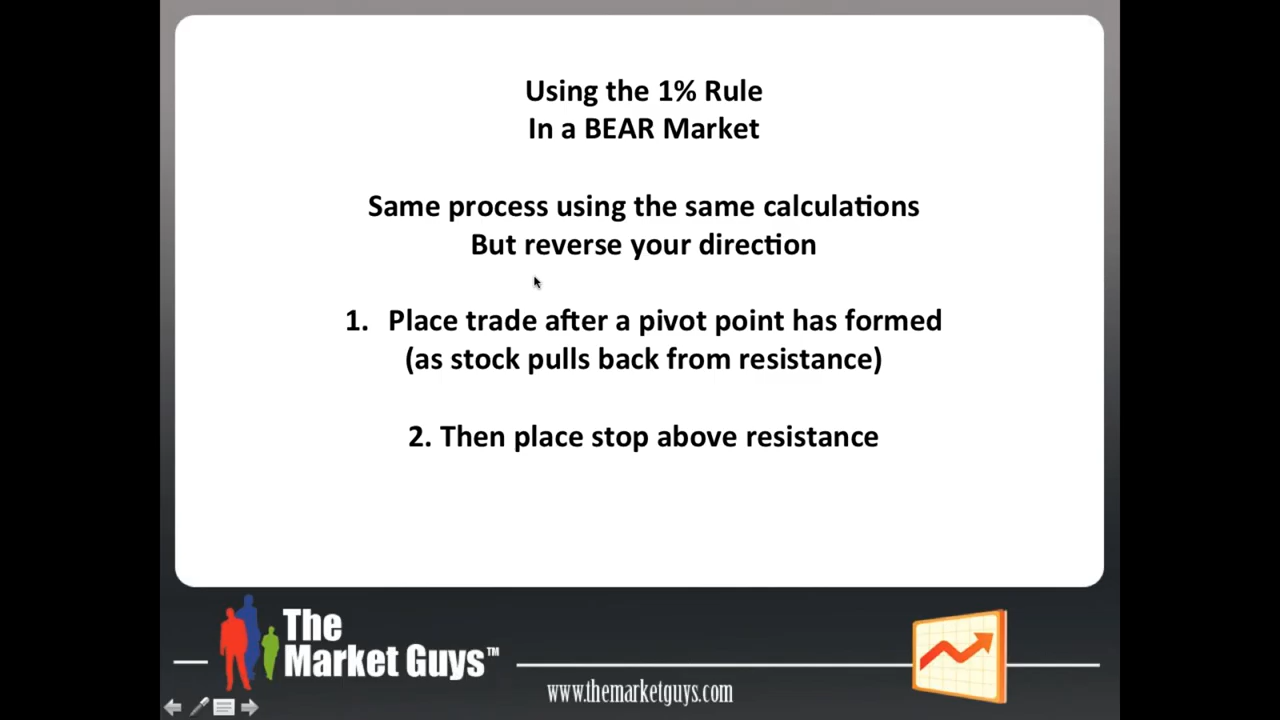 Using the 1% Rule
In a BEAR Market
Same process using the same calculations
But reverse your direction
1. Place trade after a pivot point has formed
(as stock pulls back from resistance)
2. Then place stop above resistance
The
Market Guys™
www.themarketguys.com